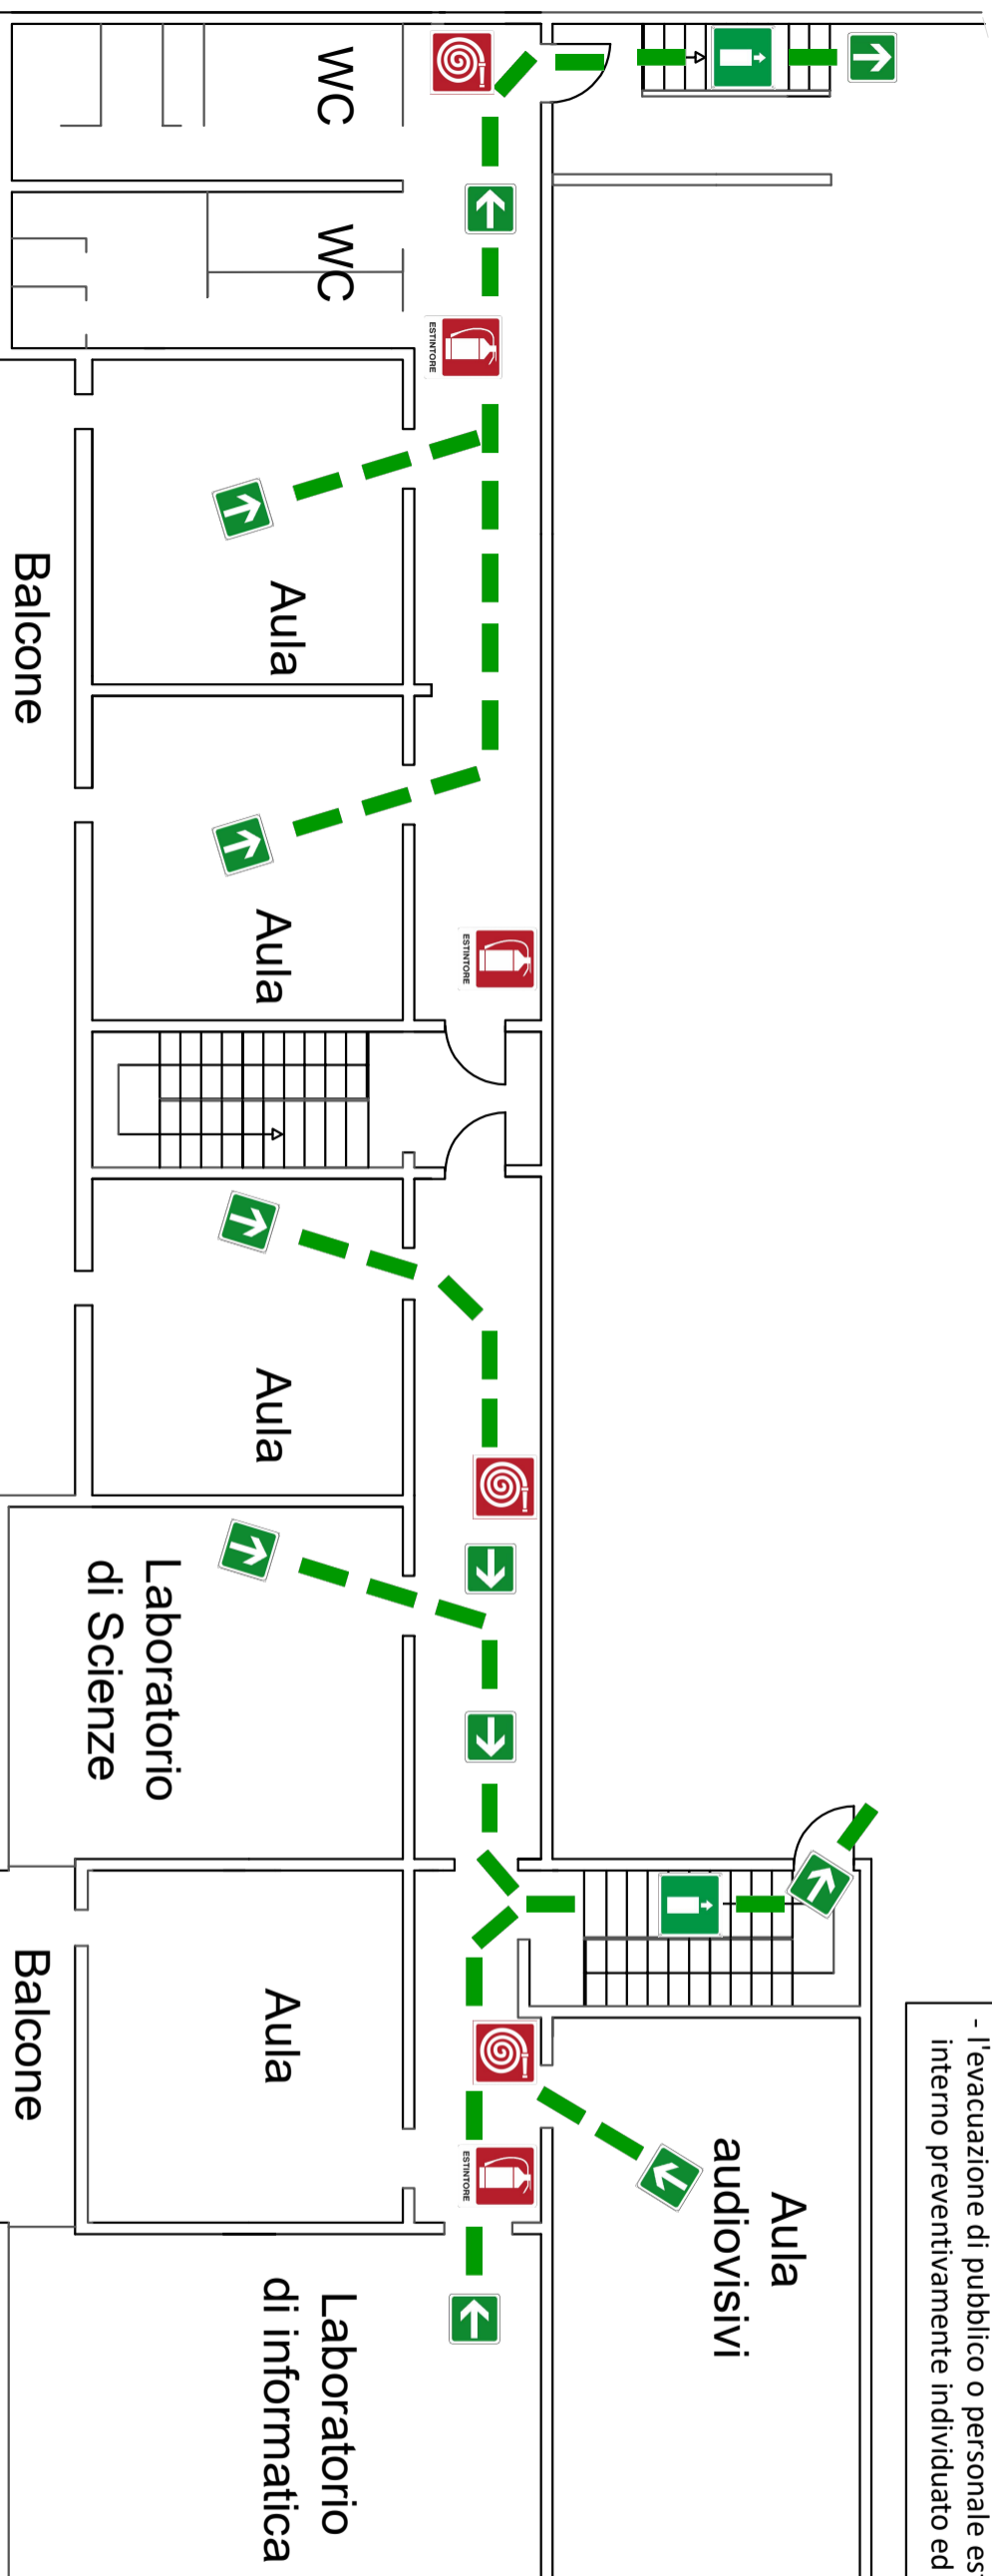 WC
WC
ESTINTORE
Aula
Balcone
Aula
ESTINTORE
Aula
Laboratorio
di Scienze
Aula
Balcone
ESTINTORE
Aula
audiovisivi
Laboratorio
di informatica
- l'evacuazione di pubblico o personale es
interno preventivamente individuato ed